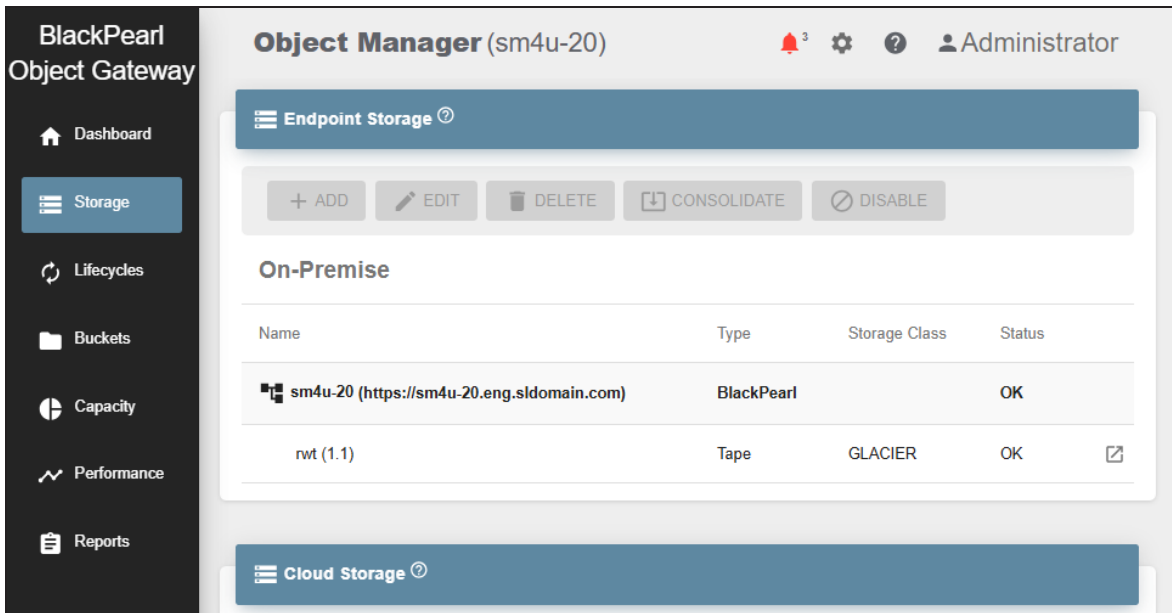 BlackPearl
Object Gateway
Dashboard
Storage
Lifecycles
Buckets
Capacity
Performance
Reports
Object Manager (sm4u-20)
3
Administrator
Endpoint Storage
ADD EDIT DELETE CONSOLIDATE DISABLE
On-Premise
Name Type Storage Class Status
sm4u-20 (https://sm4u-20.eng.sldomain.com) BlackPearl OK
rwt (1.1) Tape GLACIER OK
Cloud Storage